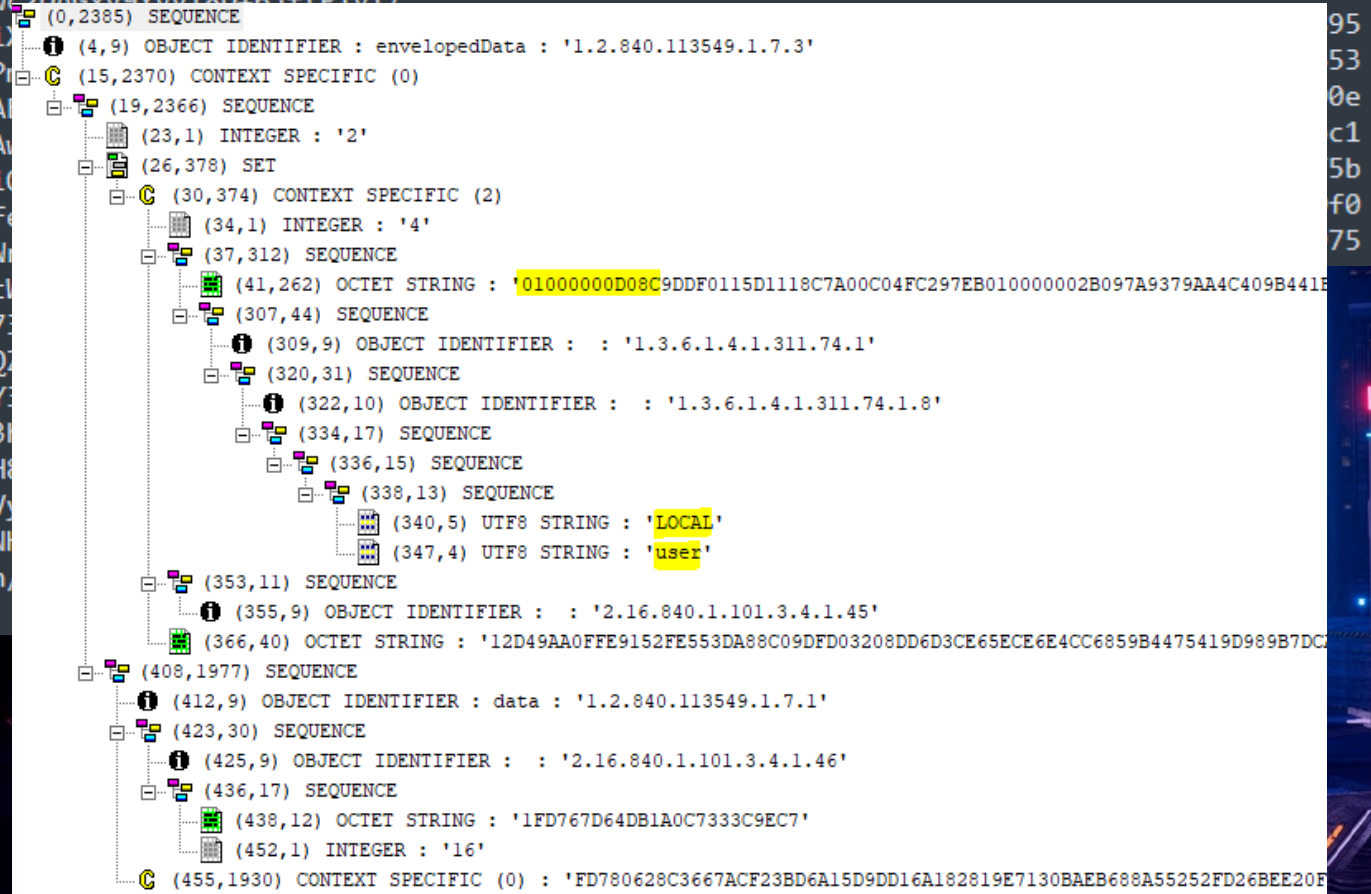 (0,2385) SEQUENCE
95
(4,9) OBJECT IDENTIFIER : envelopedData : '1.2.840.113549.1.7.3'
53
(15,2370) CONTEXT SPECIFIC (0)
0e
(19,2366) SEQUENCE
c1
(23,1) INTEGER : '2'
5b
(26,378) SET
(30,374) CONTEXT SPECIFIC (2)
f0
(34,1) INTEGER : '4'
75
(37,312) SEQUENCE
(41,262) OCTET STRING : '01000000D08C9DDF0115D1118C7A00C04FC297EB010000002B097A9379AA4C409B441E
(307,44) SEQUENCE
(309,9) OBJECT IDENTIFIER : : '1.3.6.1.4.1.311.74.1'
(320,31) SEQUENCE
(322,10) OBJECT IDENTIFIER : : '1.3.6.1.4.1.311.74.1.8'
(334,17) SEQUENCE
(336,15) SEQUENCE
(338,13) SEQUENCE
(340,5) UTF8 STRING : 'LOCAL'
(347,4) UTF8 STRING : 'user'
(353,11) SEQUENCE
(355,9) OBJECT IDENTIFIER : : '2.16.840.1.101.3.4.1.45'
(366,40) OCTET STRING : '12D49AA0FFE9152FE553DA88C09DFD03208DD6D3CE65ECE6E4CC6859B4475419D989B7DC
(408,1977) SEQUENCE
(412,9) OBJECT IDENTIFIER : data : '1.2.840.113549.1.7.1'
(423,30) SEQUENCE
(425,9) OBJECT IDENTIFIER : : '2.16.840.1.101.3.4.1.46'
(436,17) SEQUENCE
(438,12) OCTET STRING : '1FD767D64DB1A0C7333C9EC7'
(452,1) INTEGER : '16'
(455,1930) CONTEXT SPECIFIC (0) : 'FD780628C3667ACF23BD6A15D9DD16A182819E7130BAEB688A55252FD26BEE20F